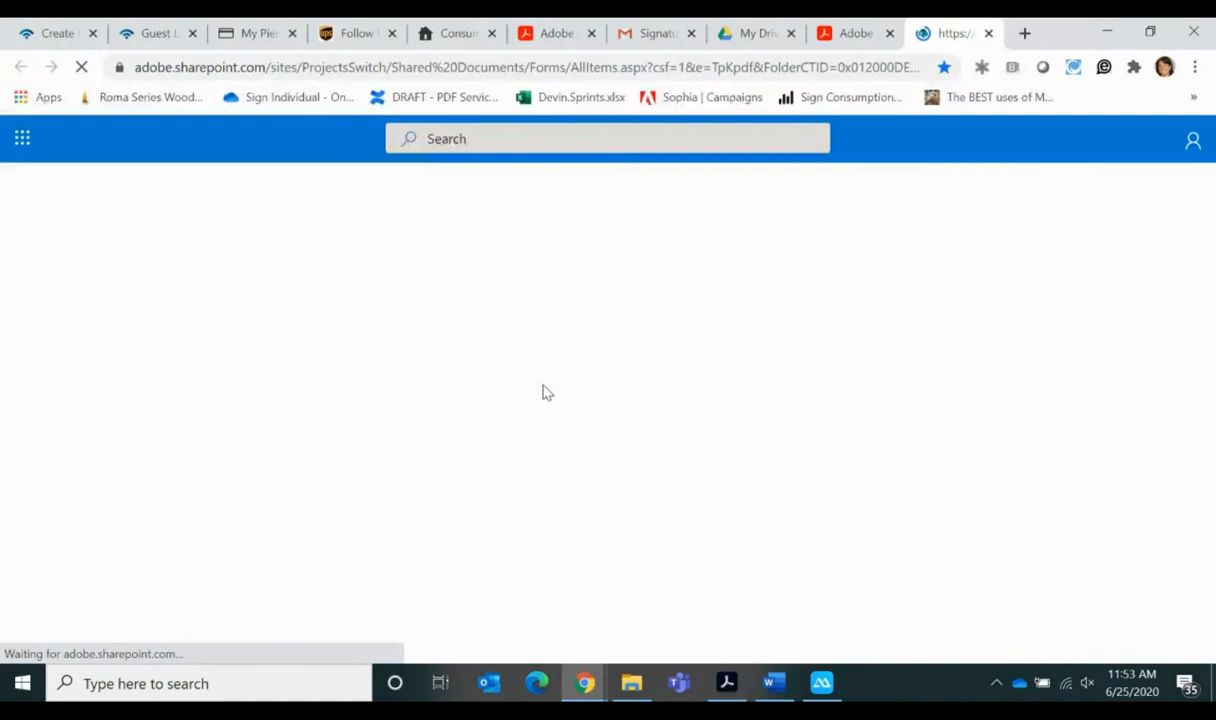 Create
Guest L
My Pie
ups Follow
Consum
Adobe
Signatu
My Driv
Adobe
https://
adobe.sharepoint.com/sites/ProjectsSwitch/Shared%20Documents/Forms/AllItems.aspx?csf=1&e=TpKpdf&FolderCTID=0x012000DE...
Apps
Roma Series Wood...
Sign Individual - On...
DRAFT - PDF Servic...
Devin.Sprints.xlsx
Sophia | Campaigns
Sign Consumption...
The BEST uses of M...
»
Search
Waiting for adobe.sharepoint.com...
Type here to search
11:53 AM
6/25/2020
35